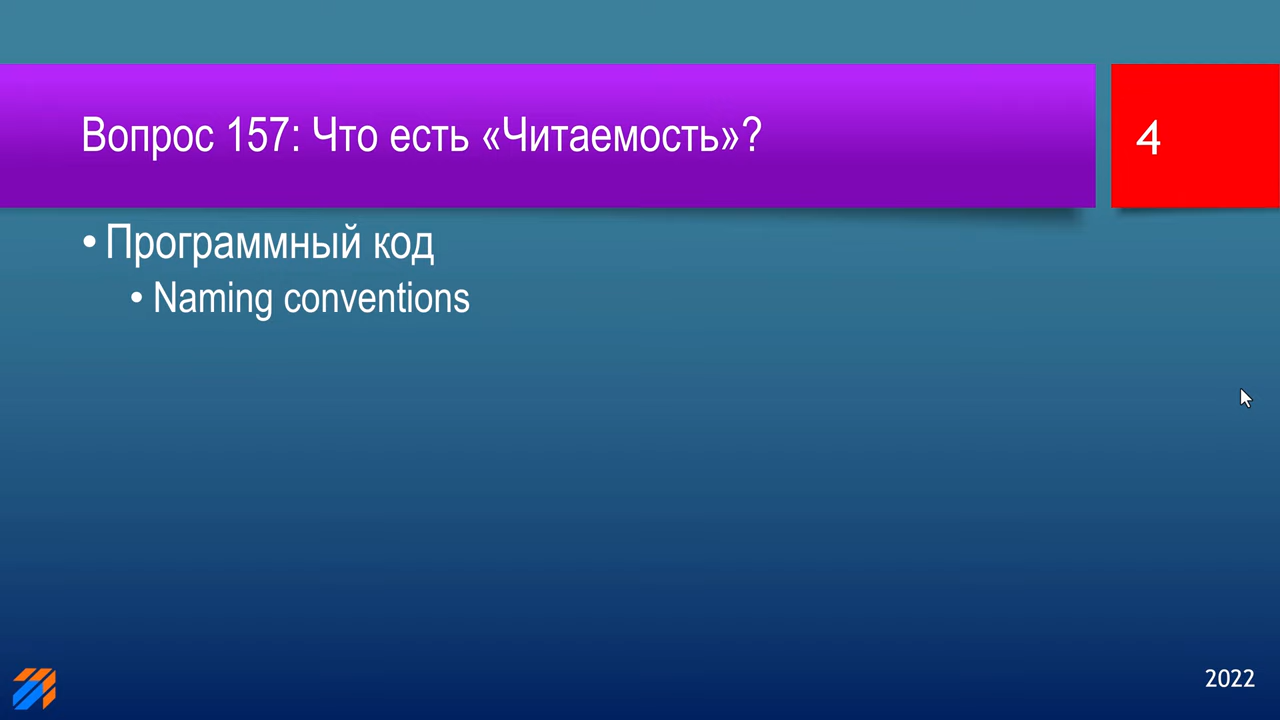 Вопрос 157: Что есть «Читаемость»?
4
• Программный код
• Naming conventions
2022